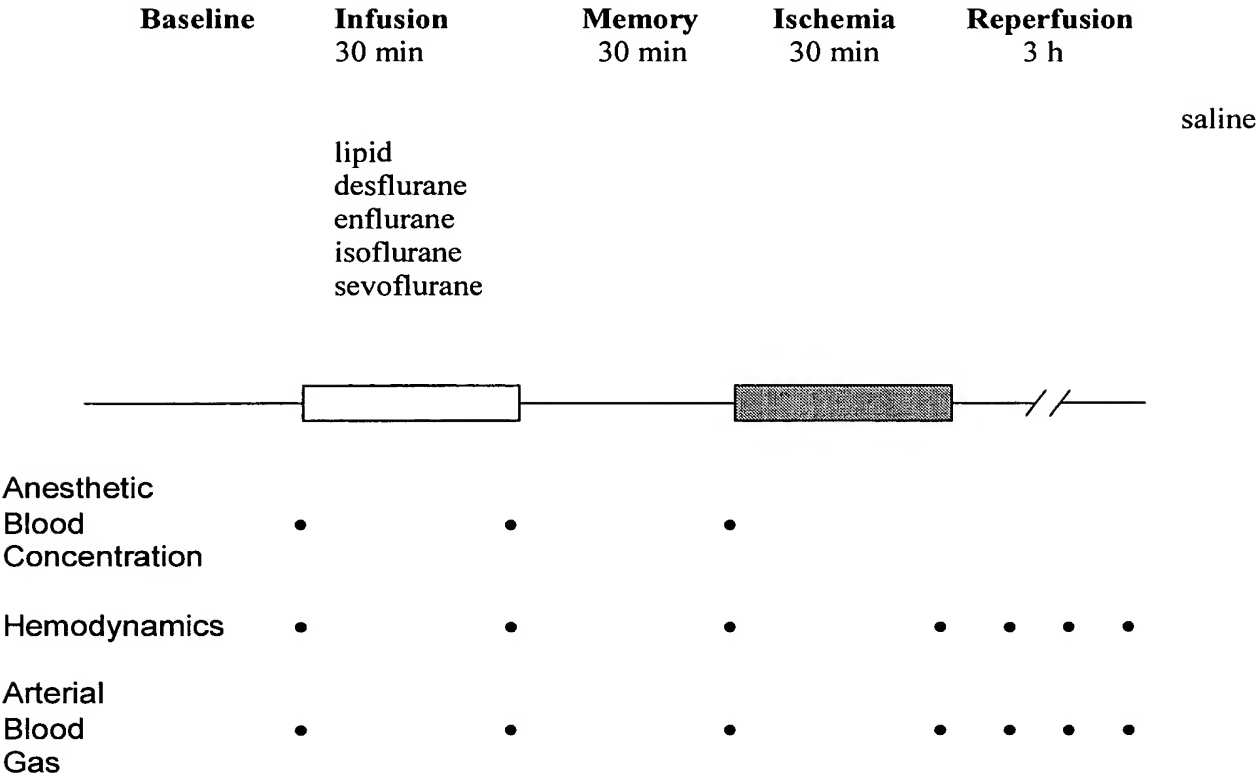 Baseline Infusion Memory Ischemia Reperfusion
30 min 30 min 30 min 3 h
saline
lipid
desflurane
enflurane
isoflurane
sevoflurane
Anesthetic
Blood
Concentration
Hemodynamics
Arterial
Blood
Gas